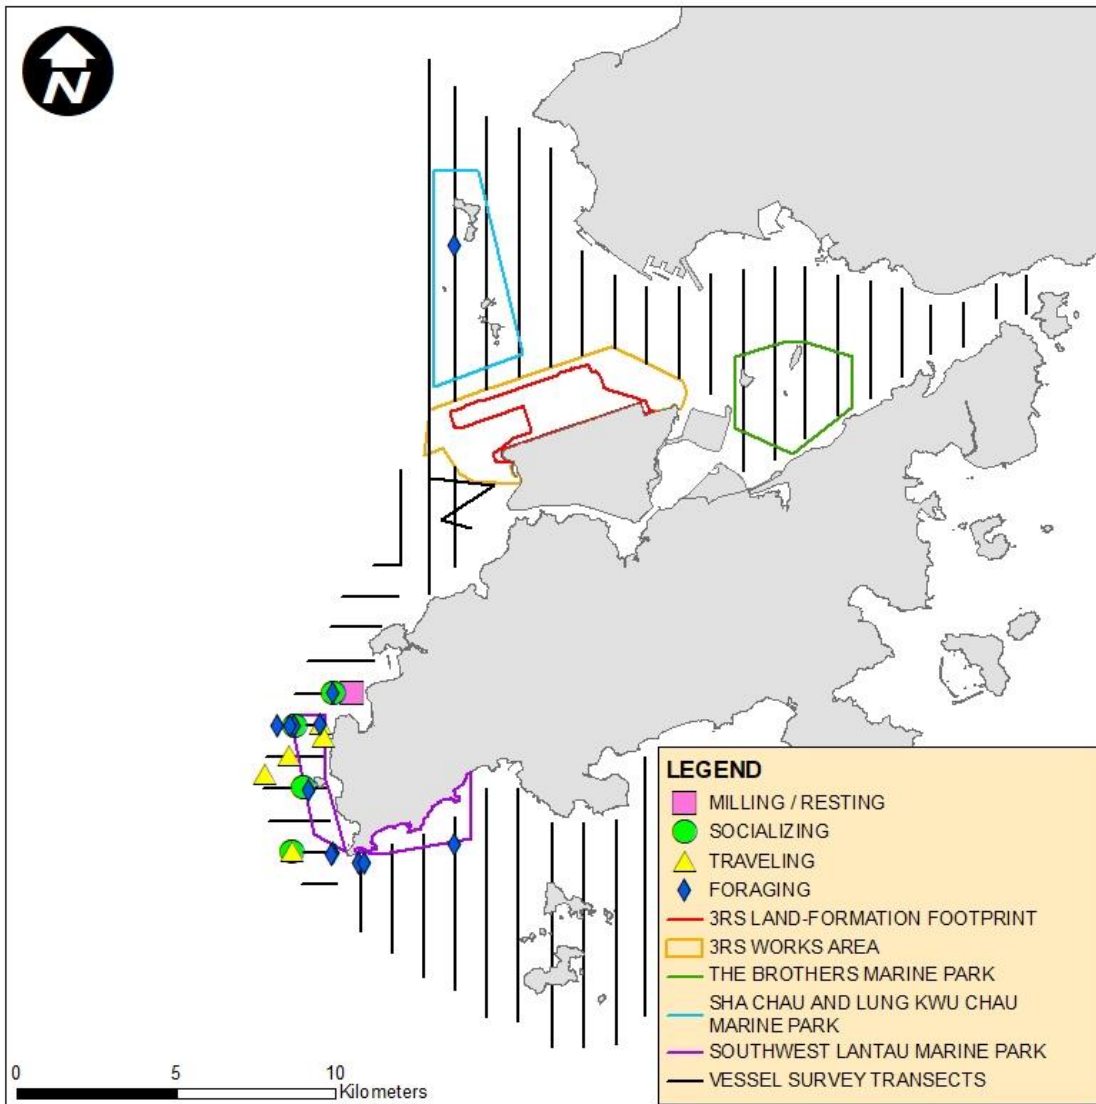 N
LEGEND
MILLING / RESTING
SOCIALIZING
TRAVELING
FORAGING
3RS LAND-FORMATION FOOTPRINT
3RS WORKS AREA
THE BROTHERS MARINE PARK
SHA CHAU AND LUNG KWU CHAU
MARINE PARK
SOUTHWEST LANTAU MARINE PARK
VESSEL SURVEY TRANSECTS
0 5 10
Kilometers